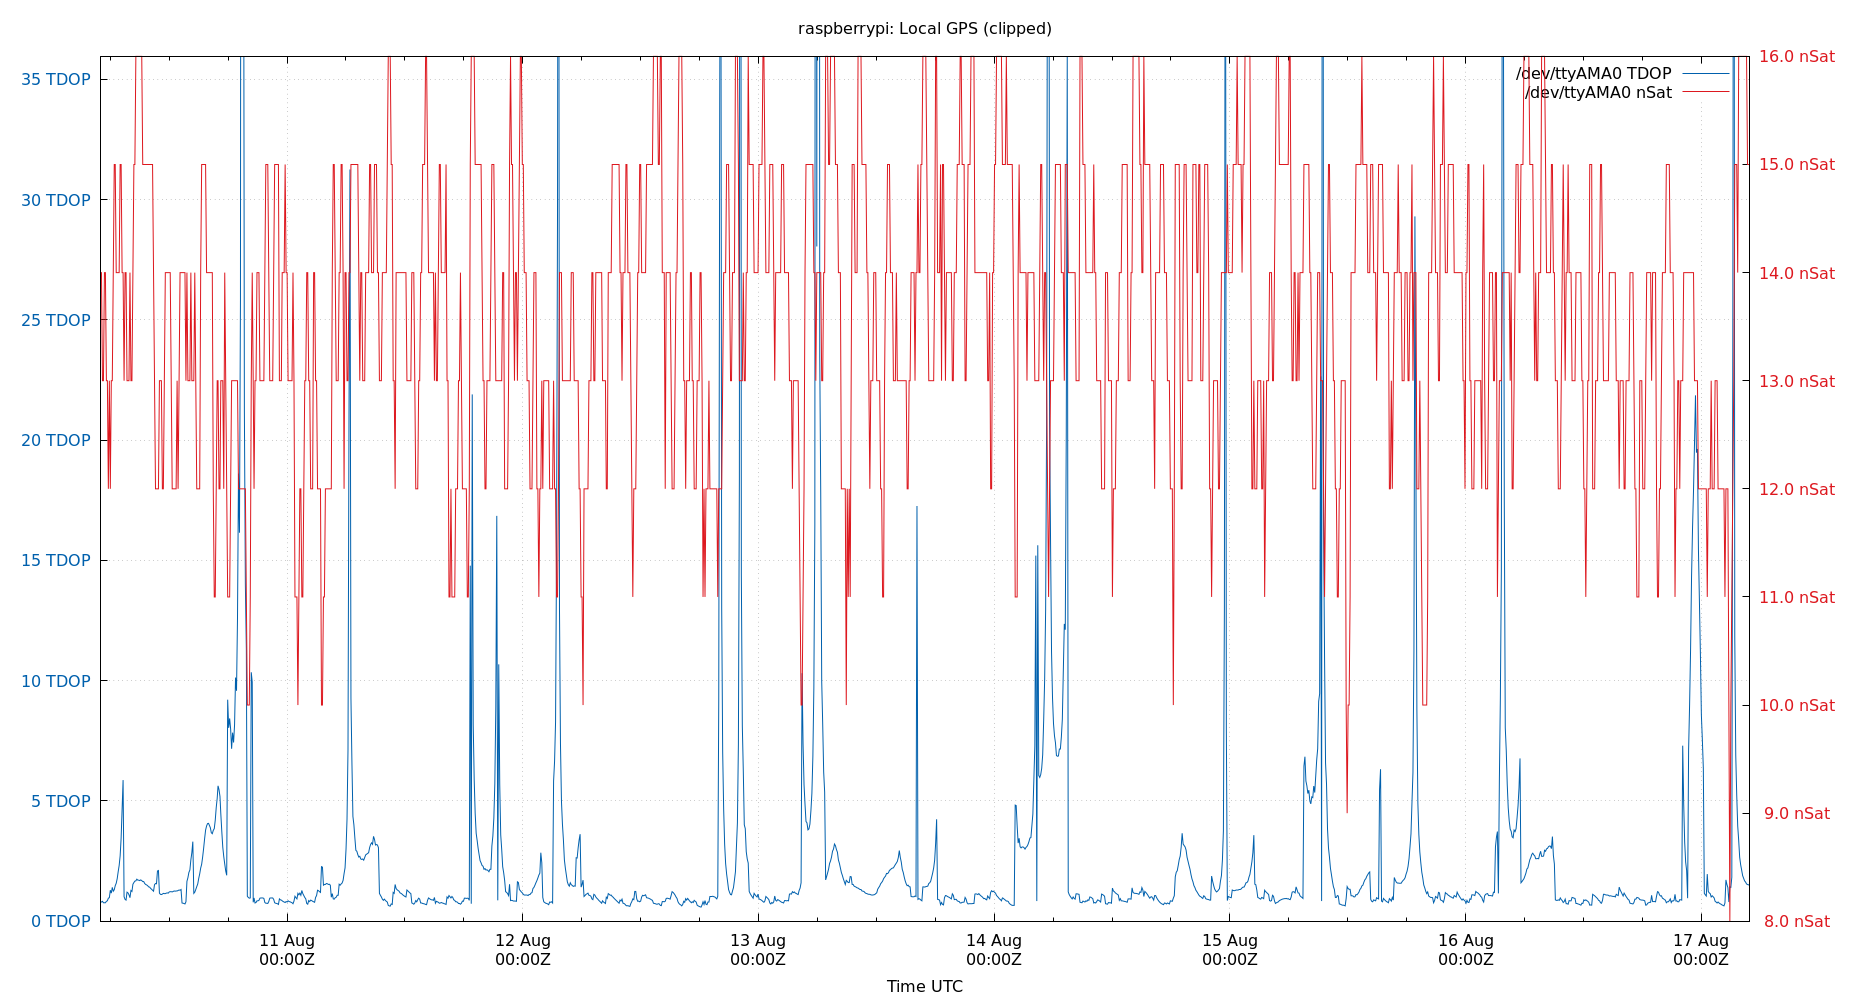 raspberrypi: Local GPS (clipped)
35 TDOP
30 TDOP
25 TDOP
20 TDOP
15 TDOP
10 TDOP
5 TDOP
0 TDOP
16.0 nSat
15.0 nSat
14.0 nSat
13.0 nSat
12.0 nSat
11.0 nSat
10.0 nSat
9.0 nSat
8.0 nSat
/dev/ttyAMA0 TDOP
/dev/ttyAMA0 nSat
11 Aug
00:00Z
12 Aug
00:00Z
13 Aug
00:00Z
14 Aug
00:00Z
15 Aug
00:00Z
16 Aug
00:00Z
17 Aug
00:00Z
Time UTC